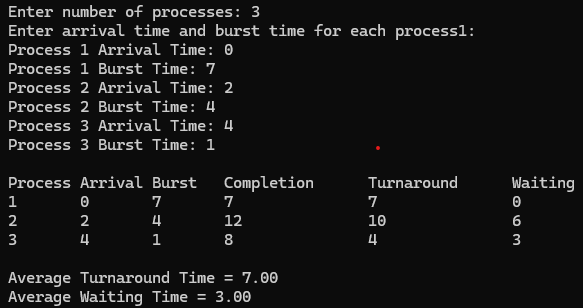 Enter number of processes: 3
Enter arrival time and burst time for each process1:
Process 1 Arrival Time: 0
Process 1 Burst Time: 7
Process 2 Arrival Time: 2
Process 2 Burst Time: 4
Process 3 Arrival Time: 4
Process 3 Burst Time: 1
Process Arrival Burst Completion Turnaround Waiting
1 0 7 7 7 0
2 2 4 12 10 6
3 4 1 8 4 3
Average Turnaround Time = 7.00
Average Waiting Time = 3.00